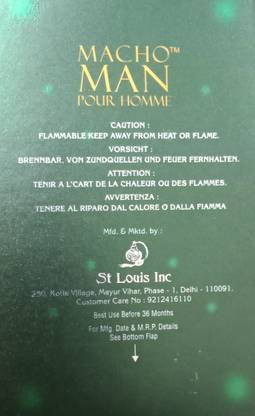 MACHO™
MAN
POUR HOMME
CAUTION :
FLAMMABLE KEEP AWAY FROM HEAT OR FLAME.
VORSICHT :
BRENNBAR, VON ZUNDQUELLEN UND FEUER FERNHALTEN.
ATTENTION :
TENIR A L'CART DE LA CHALEUR OU DES FLAMMES.
AVVERTENZA :
TENERE AL RIPARO DAL CALORE O DALLA FIAMMA
Mfd. & Mktd. by :
St Louis Inc
250, Kotla Village, Mayur Vihar, Phase - 1, Delhi - 110091.
Customer Care No : 9212416110
Best Use Before 36 Months
For Mfg. Date & M.R.P. Details
See Bottom Flap